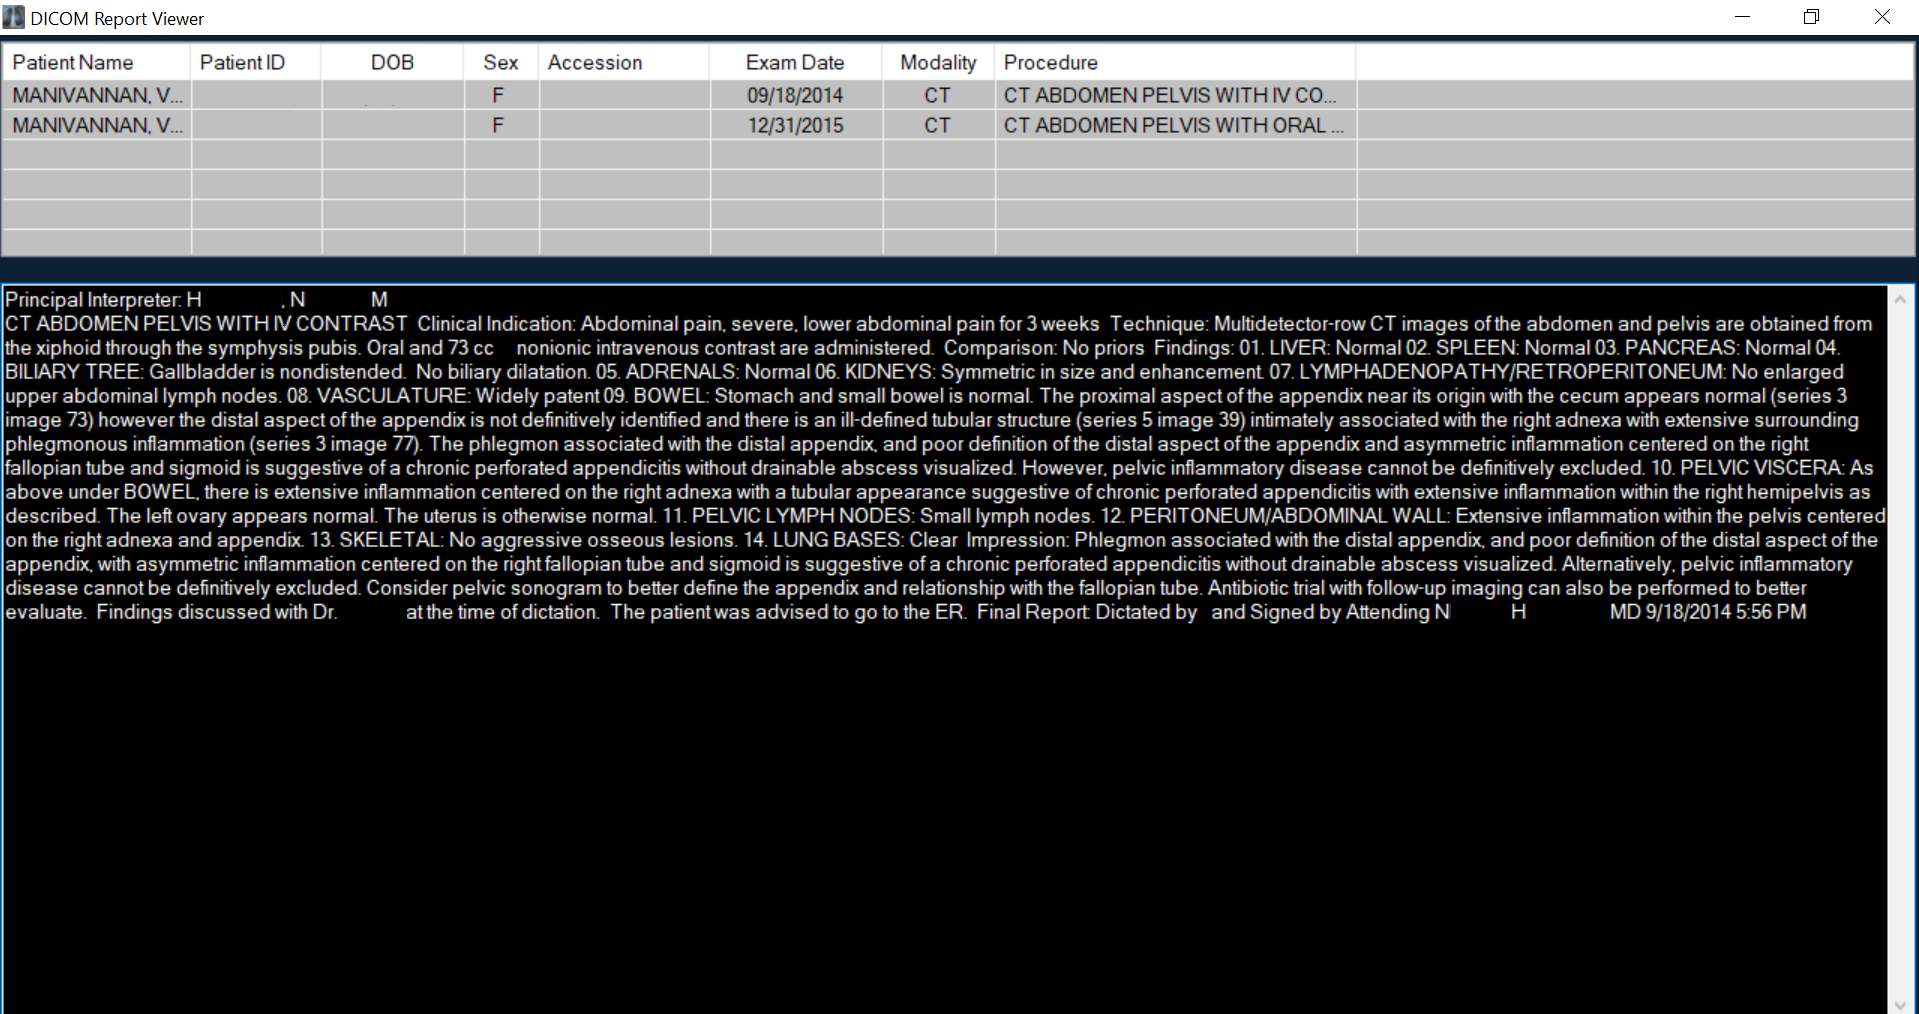 DICOM Report Viewer
Patient Name Patient ID DOB Sex Accession Exam Date Modality Procedure
MANIVANNAN, V... F 09/18/2014 CT CT ABDOMEN PELVIS WITH IV CO...
MANIVANNAN, V... F 12/31/2015 CT CT ABDOMEN PELVIS WITH ORAL ...
Principal Interpreter: H , N M
CT ABDOMEN PELVIS WITH IV CONTRAST Clinical Indication: Abdominal pain, severe, lower abdominal pain for 3 weeks Technique: Multidetector-row CT images of the abdomen and pelvis are obtained from
the xiphoid through the symphysis pubis. Oral and 73 cc nonionic intravenous contrast are administered. Comparison: No priors Findings: 01. LIVER: Normal 02. SPLEEN: Normal 03. PANCREAS: Normal 04.
BILIARY TREE: Gallbladder is nondistended. No biliary dilatation. 05. ADRENALS: Normal 06. KIDNEYS: Symmetric in size and enhancement. 07. LYMPHADENOPATHY/RETROPERITONEUM: No enlarged
upper abdominal lymph nodes. 08. VASCULATURE: Widely patent 09. BOWEL: Stomach and small bowel is normal. The proximal aspect of the appendix near its origin with the cecum appears normal (series 3
image 73) however the distal aspect of the appendix is not definitively identified and there is an ill-defined tubular structure (series 5 image 39) intimately associated with the right adnexa with extensive surrounding
phlegmonous inflammation (series 3 image 77). The phlegmon associated with the distal appendix, and poor definition of the distal aspect of the appendix and asymmetric inflammation centered on the right
fallopian tube and sigmoid is suggestive of a chronic perforated appendicitis without drainable abscess visualized. However, pelvic inflammatory disease cannot be definitively excluded. 10. PELVIC VISCERA: As
above under BOWEL, there is extensive inflammation centered on the right adnexa with a tubular appearance suggestive of chronic perforated appendicitis with extensive inflammation within the right hemipelvis as
described. The left ovary appears normal. The uterus is otherwise normal. 11. PELVIC LYMPH NODES: Small lymph nodes. 12. PERITONEUM/ABDOMINAL WALL: Extensive inflammation within the pelvis centered
on the right adnexa and appendix. 13. SKELETAL: No aggressive osseous lesions. 14. LUNG BASES: Clear Impression: Phlegmon associated with the distal appendix, and poor definition of the distal aspect of the
appendix, with asymmetric inflammation centered on the right fallopian tube and sigmoid is suggestive of a chronic perforated appendicitis without drainable abscess visualized. Alternatively, pelvic inflammatory
disease cannot be definitively excluded. Consider pelvic sonogram to better define the appendix and relationship with the fallopian tube. Antibiotic trial with follow-up imaging can also be performed to better
evaluate. Findings discussed with Dr. at the time of dictation. The patient was advised to go to the ER. Final Report: Dictated by and Signed by Attending N H MD 9/18/2014 5:56 PM